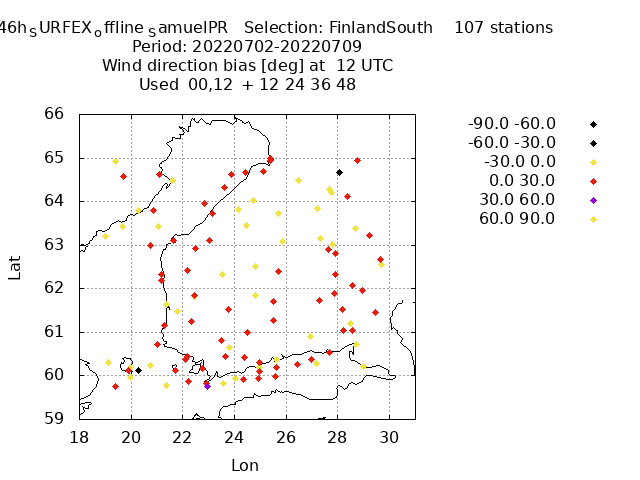 46hSURFEXoffline SamuelPR Selection: FinlandSouth 107 stations
Period: 20220702-20220709
Wind direction bias [deg] at 12 UTC
Used 00,12 + 12 24 36 48
-90.0 -60.0
-60.0 -30.0
-30.0 0.0
0.0 30.0
30.0 60.0
60.0 90.0
66
65
64
63
62
61
60
59
Lat
18 20 22 24 26 28 30
Lon